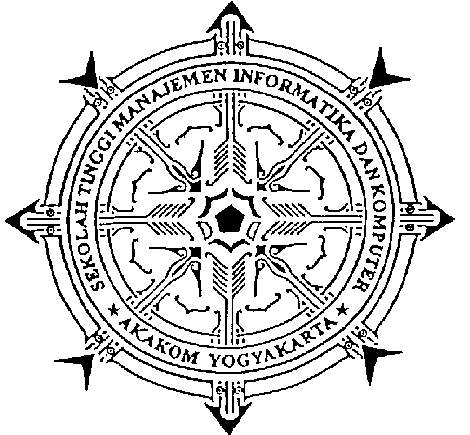 SEKOLAH TINGGI MANAJEMEN INFORMATIKA DAN KOMPUTER
AKAKOM YOGYAKARTA